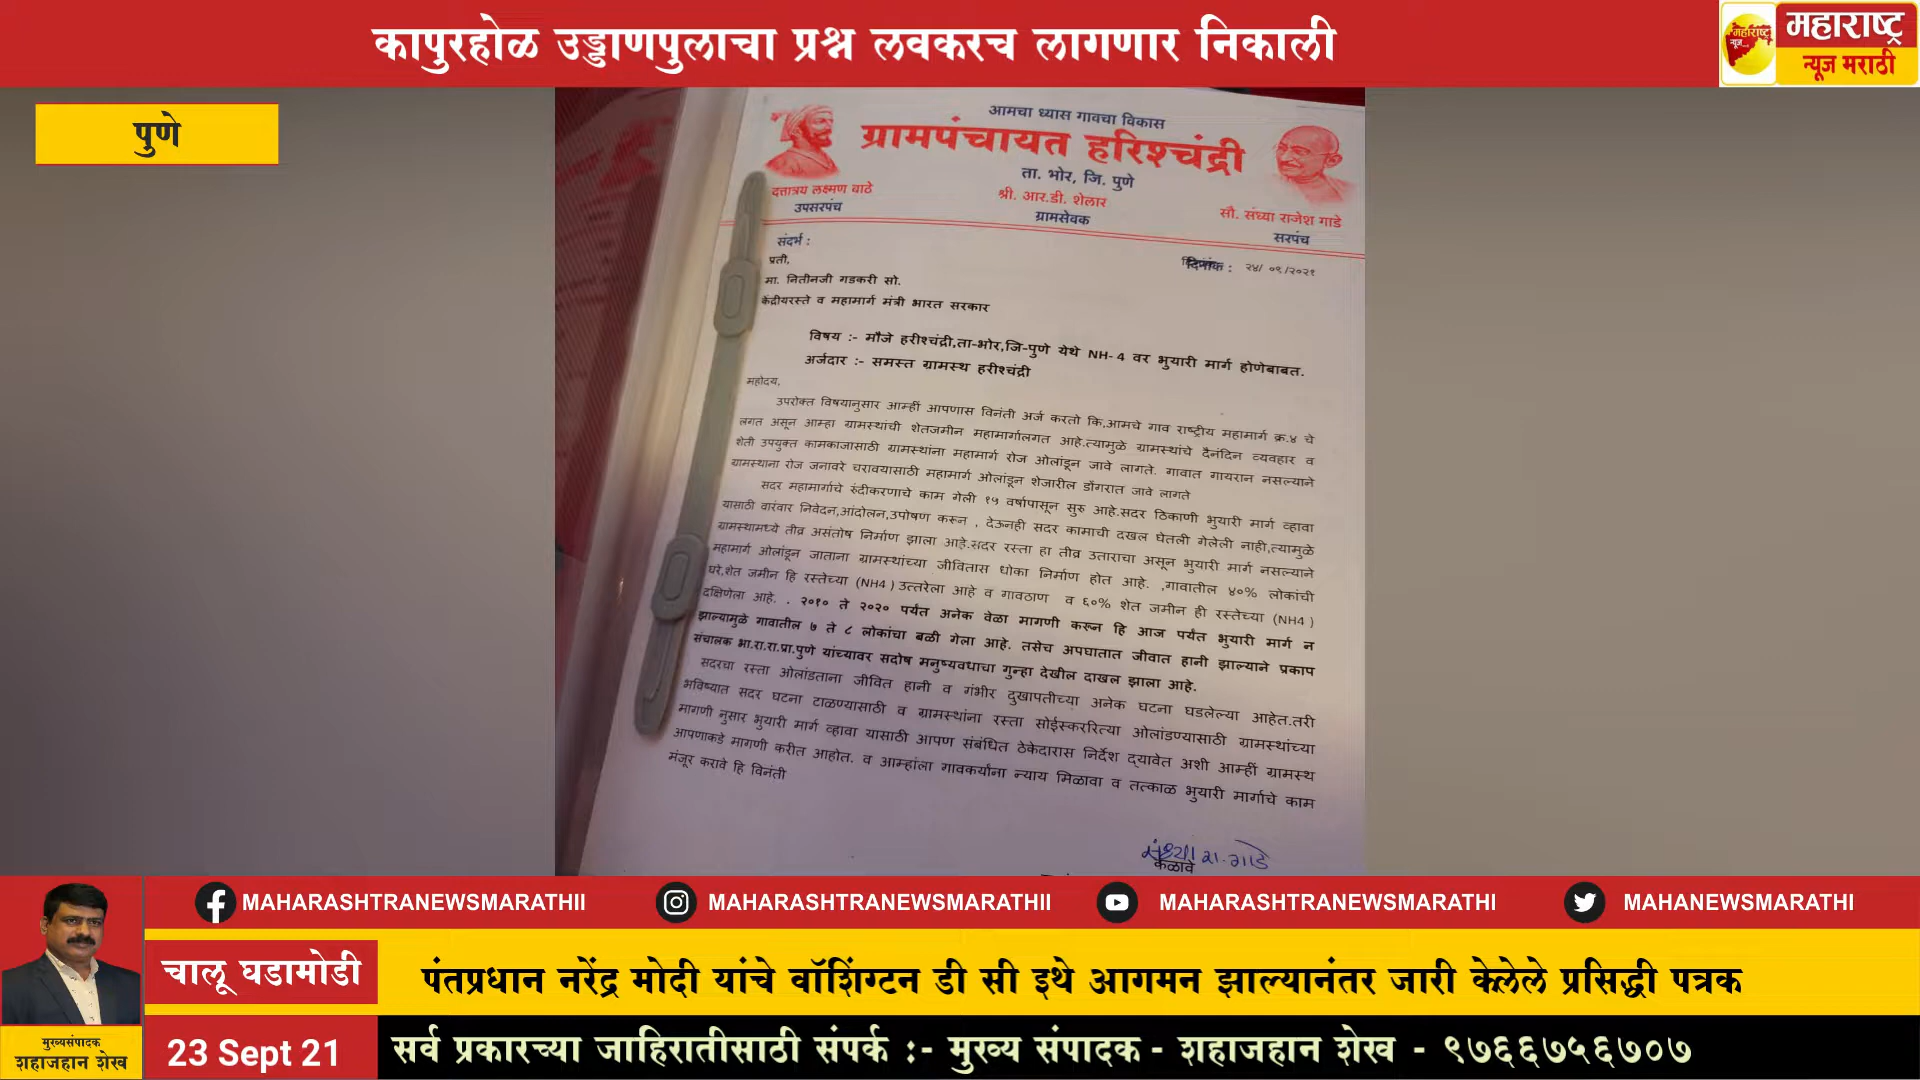 कापुरहोळ उड्डाणपुलाचा प्रश्न लवकरच लागणार निकाली
महाराष्ट्र
न्यूज मराठी
पुणे
आमचा ध्यास गावचा विकास
ग्रामपंचायत हरिश्चंद्री
ता. भोर, जि. पुणे
दत्तात्रय लक्ष्मण वाठे
उपसरपंच
श्री. आर.डी. शेलार
ग्रामसेवक
सौ. संध्या राजेश गाडे
सरपंच
संदर्भ :
दिनांक : २४/ ०९/२०२१
प्रती,
मा. नितीनजी गडकरी सो.
केंद्रीयरस्ते व महामार्ग मंत्री भारत सरकार
विषय :- मौजे हरीश्चंद्री,ता-भोर,जि-पुणे येथे NH- 4 वर भुयारी मार्ग होणेबाबत.
अर्जदार :- समस्त ग्रामस्थ हरीश्चंद्री
महोदय,
उपरोक्त विषयानुसार आम्हीं आपणास विनंती अर्ज करतो कि,आमचे गाव राष्ट्रीय महामार्ग क्र.४ चे
लगत असून आम्हा ग्रामस्थांची शेतजमीन महामार्गालगत आहे.त्यामुळे ग्रामस्थांचे दैनंदिन व्यवहार व
शेती उपयुक्त कामकाजासाठी ग्रामस्थांना महामार्ग रोज ओलांडून जावे लागते. गावात गायरान नसल्याने
ग्रामस्थाना रोज जनावरे चरावयासाठी महामार्ग ओलांडून शेजारील डोंगरात जावे लागते
सदर महामार्गाचे रुंदीकरणाचे काम गेली १५ वर्षापासून सुरु आहे.सदर ठिकाणी भुयारी मार्ग व्हावा
यासाठी वारंवार निवेदन,आंदोलन,उपोषण करून , देऊनही सदर कामाची दखल घेतली गेलेली नाही,त्यामुळे
ग्रामस्थामध्ये तीव्र असंतोष निर्माण झाला आहे.सदर रस्ता हा तीव्र उताराचा असून भुयारी मार्ग नसल्याने
महामार्ग ओलांडून जाताना ग्रामस्थांच्या जीवितास धोका निर्माण होत आहे. ,गावातील ४०% लोकांची
घरे,शेत जमीन हि रस्तेच्या (NH4 ) उत्तरेला आहे व गावठाण व ६०% शेत जमीन ही रस्तेच्या (NH4 )
दक्षिणेला आहे. . २०१० ते २०२० पर्यंत अनेक वेळा मागणी करून हि आज पर्यंत भुयारी मार्ग न
झाल्यामुळे गावातील ७ ते ८ लोकांचा बळी गेला आहे. तसेच अपघातात जीवात हानी झाल्याने प्रकाप
संचालक भा.रा.रा.प्रा.पुणे यांच्यावर सदोष मनुष्यवधाचा गुन्हा देखील दाखल झाला आहे.
सदरचा रस्ता ओलांडताना जीवित हानी व गंभीर दुखापतीच्या अनेक घटना घडलेल्या आहेत.तरी
भविष्यात सदर घटना टाळण्यासाठी व ग्रामस्थांना रस्ता सोईस्कररित्या ओलांडण्यासाठी ग्रामस्थांच्या
मागणी नुसार भुयारी मार्ग व्हावा यासाठी आपण संबंधित ठेकेदारास निर्देश द्यावेत अशी आम्हीं ग्रामस्थ
आपणाकडे मागणी करीत आहोत. व आम्हांला गावकर्यांना न्याय मिळावा व तत्काळ भुयारी मार्गाचे काम
मंजूर करावे हि विनंती
संध्या रा. गाडे
कळावे
MAHARASHTRANEWSMARATHII
MAHARASHTRANEWSMARATHII
MAHARASHTRANEWSMARATHI
MAHANEWSMARATHI
चालू घडामोडी
पंतप्रधान नरेंद्र मोदी यांचे वॉशिंग्टन डी सी इथे आगमन झाल्यानंतर जारी केलेले प्रसिद्धी पत्रक
मुख्यसंपादक
शहाजहान शेख
23 Sept 21
सर्व प्रकारच्या जाहिरातीसाठी संपर्क :- मुख्य संपादक - शहाजहान शेख - ९७६६७५६७०७